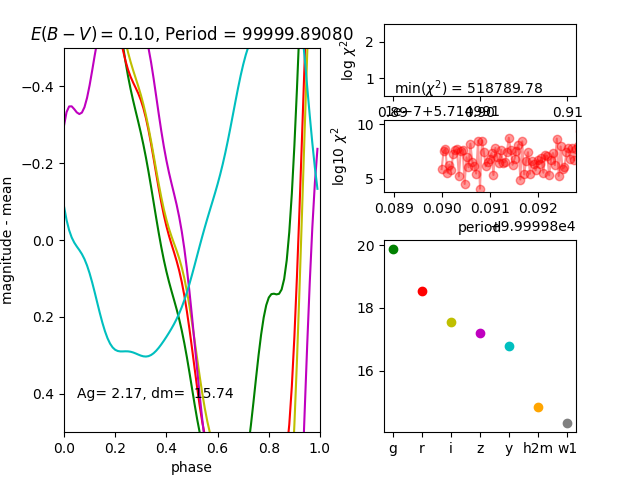 E(B − V) = 0.10, Period = 99999.89080
magnitude - mean
−0.4
−0.2
0.0
0.2
0.4
Ag= 2.17, dm= 15.74
0.0 0.2 0.4 0.6 0.8 1.0
phase
log χ²
2
1
min(χ²) = 518789.78
0.90 0.91
log10 χ²
10
5
0.089 0.090 0.091 0.092
period
+9.99998e4
20
18
16
g r i z y h2m w1